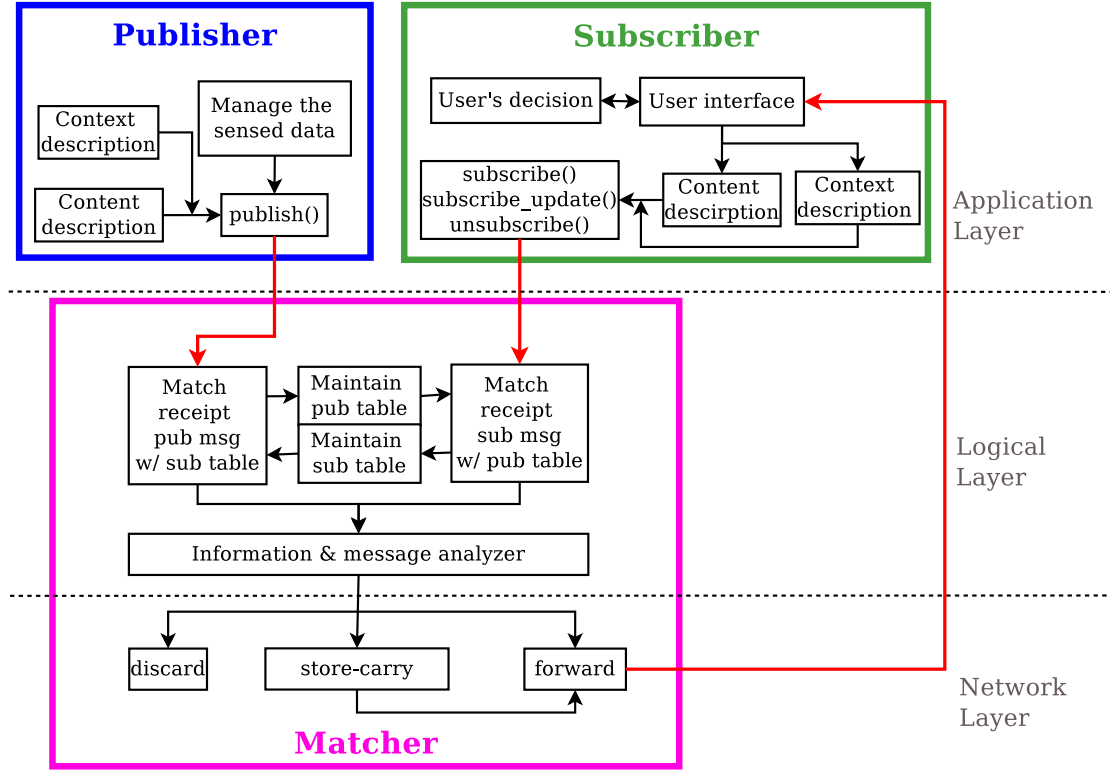 Publisher
Context
description
Manage the
sensed data
Content
description
publish()
Subscriber
User's decision
User interface
subscribe()
subscribe_update()
unsubscribe()
Content
descirption
Context
description
Application
Layer
Match
receipt
pub msg
w/ sub table
Maintain
pub table
Maintain
sub table
Match
receipt
sub msg
w/ pub table
Information & message analyzer
Logical
Layer
discard
store-carry
forward
Matcher
Network
Layer